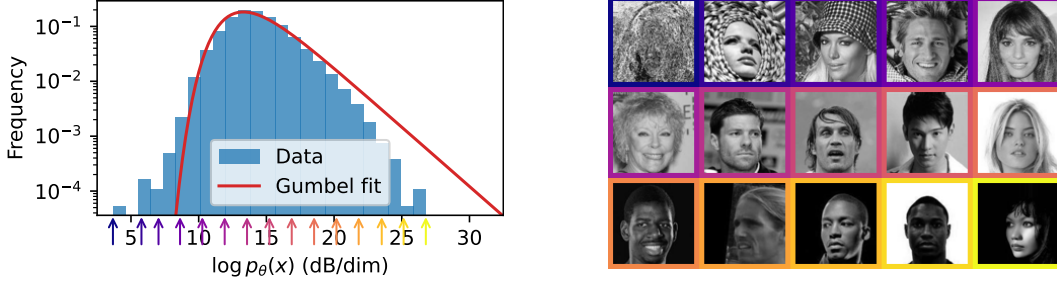 10⁻¹
10⁻²
10⁻³
10⁻⁴
Frequency
Data
Gumbel fit
5 10 15 20 25 30
log pθ(x) (dB/dim)